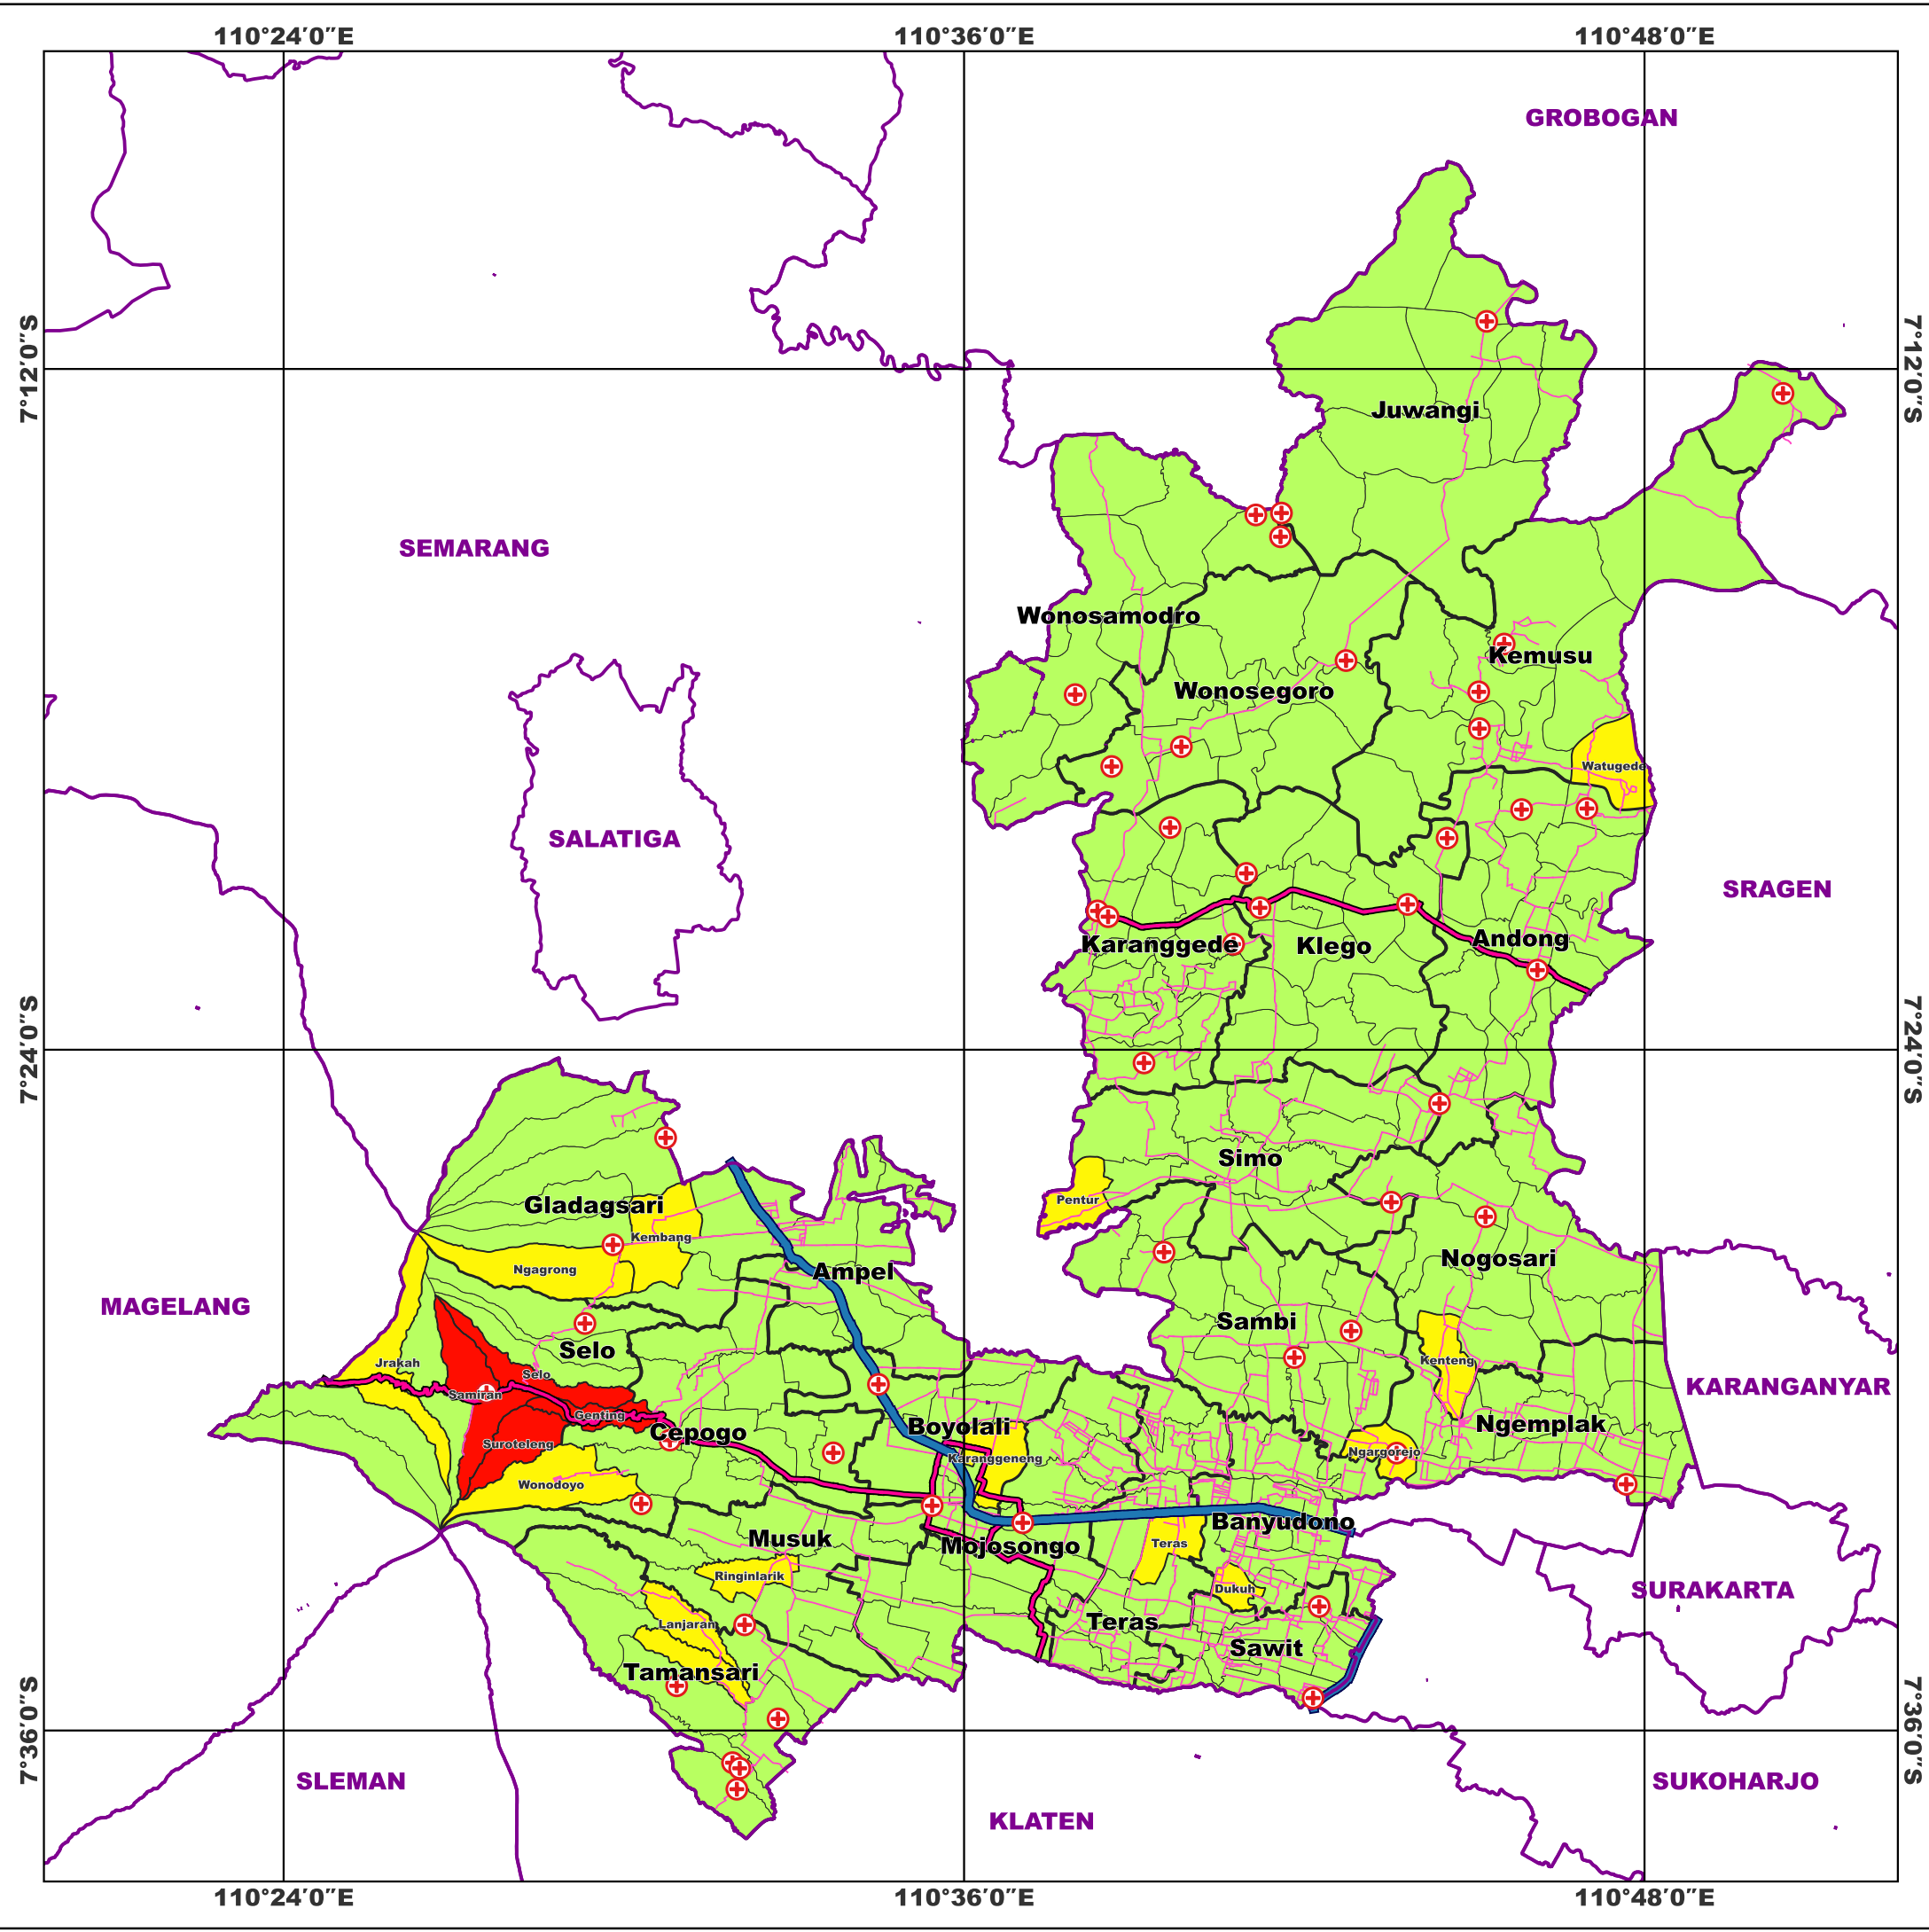 110°24′0″E
110°36′0″E
110°48′0″E
GROBOGAN
7°12′0″S
7°12′0″S
Juwangi
SEMARANG
Wonosamodro
Kemusu
Wonosegoro
Watugede
SALATIGA
SRAGEN
Karanggede
Klego
Andong
7°24′0″S
7°24′0″S
Simo
Pentur
Gladagsari
Kembang
Ngagrong
Ampel
Nogosari
MAGELANG
Sambi
Selo
Jrakah
Kenteng
Selo
Samiran
KARANGANYAR
Genting
Cepogo
Boyolali
Ngemplak
Suroteleng
Karanggeneng
Ngargorejo
Wonodoyo
Banyudono
Musuk
Mojosongo
Teras
Ringinlarik
Dukuh
SURAKARTA
Lanjaran
Teras
Sawit
Tamansari
7°36′0″S
7°36′0″S
SLEMAN
SUKOHARJO
KLATEN
110°24′0″E
110°36′0″E
110°48′0″E